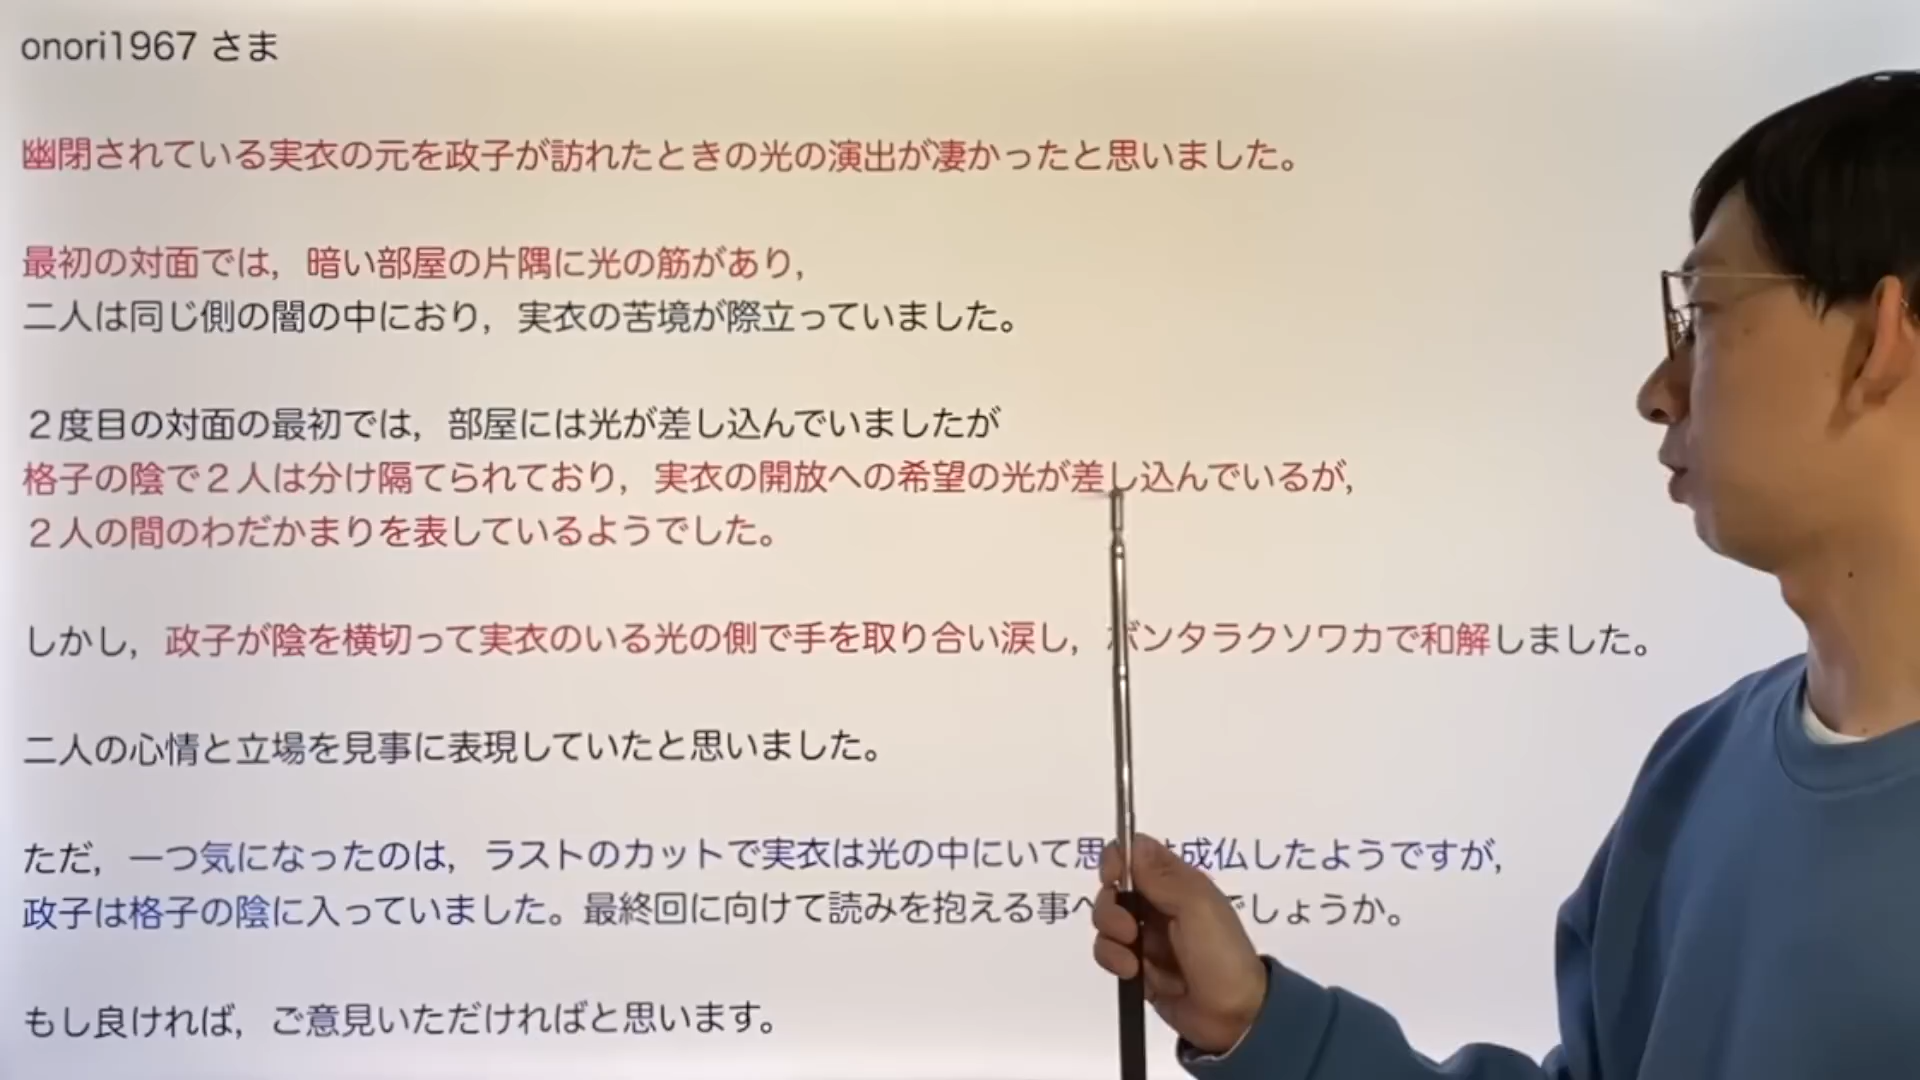 onori1967 さま
幽閉されている実衣の元を政子が訪れたときの光の演出が凄かったと思いました。
最初の対面では，暗い部屋の片隅に光の筋があり，
二人は同じ側の闇の中におり，実衣の苦境が際立っていました。
２度目の対面の最初では，部屋には光が差し込んでいましたが
格子の陰で２人は分け隔てられており，実衣の開放への希望の光が差し込んでいるが，
２人の間のわだかまりを表しているようでした。
しかし，政子が陰を横切って実衣のいる光の側で手を取り合い涙し，ボンタラクソワカで和解しました。
二人の心情と立場を見事に表現していたと思いました。
ただ，一つ気になったのは，ラストのカットで実衣は光の中にいて思 成仏したようですが，
政子は格子の陰に入っていました。最終回に向けて読みを抱える事へ でしょうか。
もし良ければ，ご意見いただければと思います。